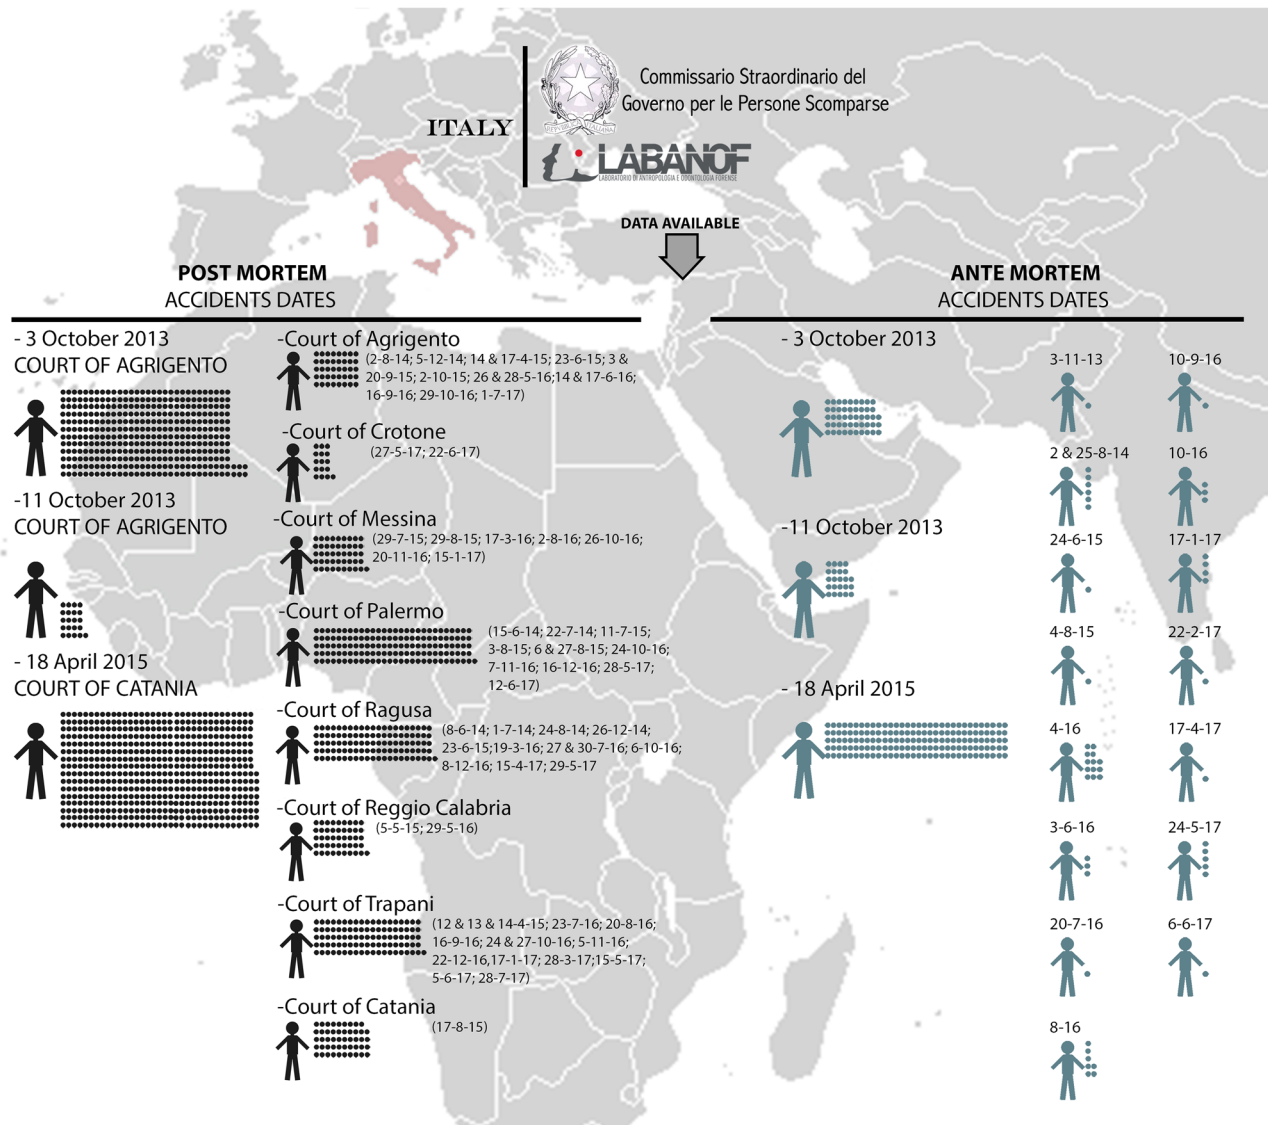 ITALY
Commissario Straordinario del
Governo per le Persone Scomparse
REPVBBLICA ITALIANA
LABANOF
LABORATORIO DI ANTROPOLOGIA E ODONTOLOGIA FORENSE
DATA AVAILABLE
POST MORTEM
ACCIDENTS DATES
- 3 October 2013
COURT OF AGRIGENTO
-11 October 2013
COURT OF AGRIGENTO
- 18 April 2015
COURT OF CATANIA
-Court of Agrigento
(2-8-14; 5-12-14; 14 & 17-4-15; 23-6-15; 3 &
20-9-15; 2-10-15; 26 & 28-5-16;14 & 17-6-16;
16-9-16; 29-10-16; 1-7-17)
-Court of Crotone
(27-5-17; 22-6-17)
-Court of Messina
(29-7-15; 29-8-15; 17-3-16; 2-8-16; 26-10-16;
20-11-16; 15-1-17)
-Court of Palermo
(15-6-14; 22-7-14; 11-7-15;
3-8-15; 6 & 27-8-15; 24-10-16;
7-11-16; 16-12-16; 28-5-17;
12-6-17)
-Court of Ragusa
(8-6-14; 1-7-14; 24-8-14; 26-12-14;
23-6-15;19-3-16; 27 & 30-7-16; 6-10-16;
8-12-16; 15-4-17; 29-5-17
-Court of Reggio Calabria
(5-5-15; 29-5-16)
-Court of Trapani
(12 & 13 & 14-4-15; 23-7-16; 20-8-16;
16-9-16; 24 & 27-10-16; 5-11-16;
22-12-16,17-1-17; 28-3-17;15-5-17;
5-6-17; 28-7-17)
-Court of Catania
(17-8-15)
ANTE MORTEM
ACCIDENTS DATES
- 3 October 2013
-11 October 2013
- 18 April 2015
3-11-13
10-9-16
2 & 25-8-14
10-16
24-6-15
17-1-17
4-8-15
22-2-17
4-16
17-4-17
3-6-16
24-5-17
20-7-16
6-6-17
8-16